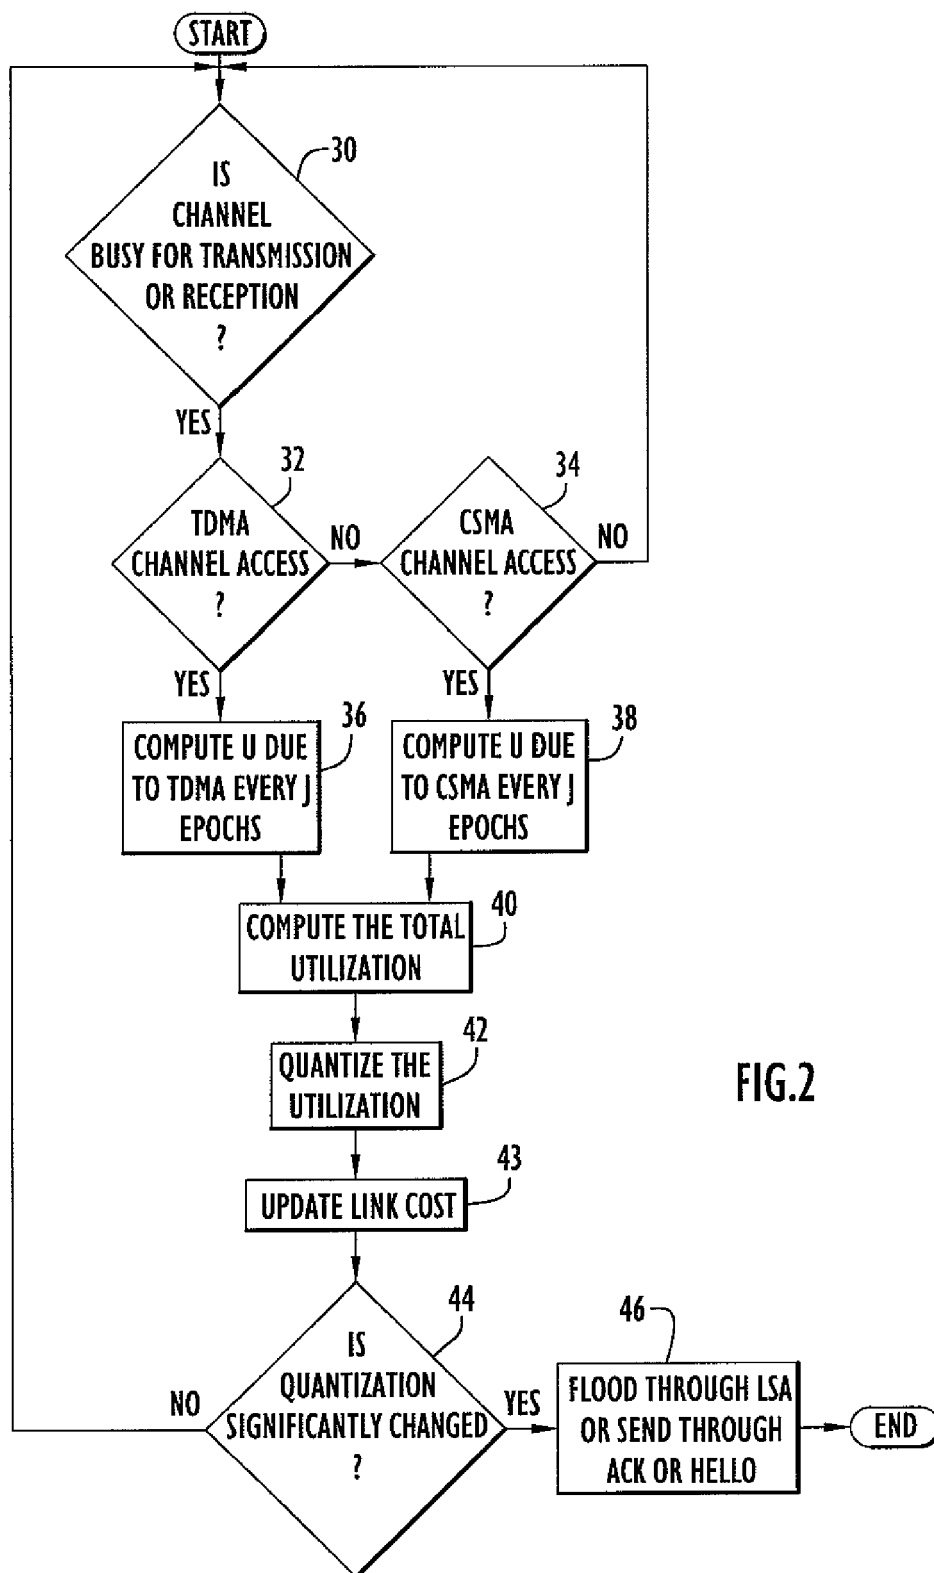 START
30
IS
CHANNEL
BUSY FOR TRANSMISSION
OR RECEPTION
?
YES
32
TDMA
CHANNEL ACCESS
?
NO
34
CSMA
CHANNEL ACCESS
?
NO
YES
YES
36
COMPUTE U DUE
TO TDMA EVERY J
EPOCHS
38
COMPUTE U DUE
TO CSMA EVERY J
EPOCHS
40
COMPUTE THE TOTAL
UTILIZATION
42
QUANTIZE THE
UTILIZATION
FIG.2
43
UPDATE LINK COST
44
IS
QUANTIZATION
SIGNIFICANTLY CHANGED
?
NO
YES
46
FLOOD THROUGH LSA
OR SEND THROUGH
ACK OR HELLO
END